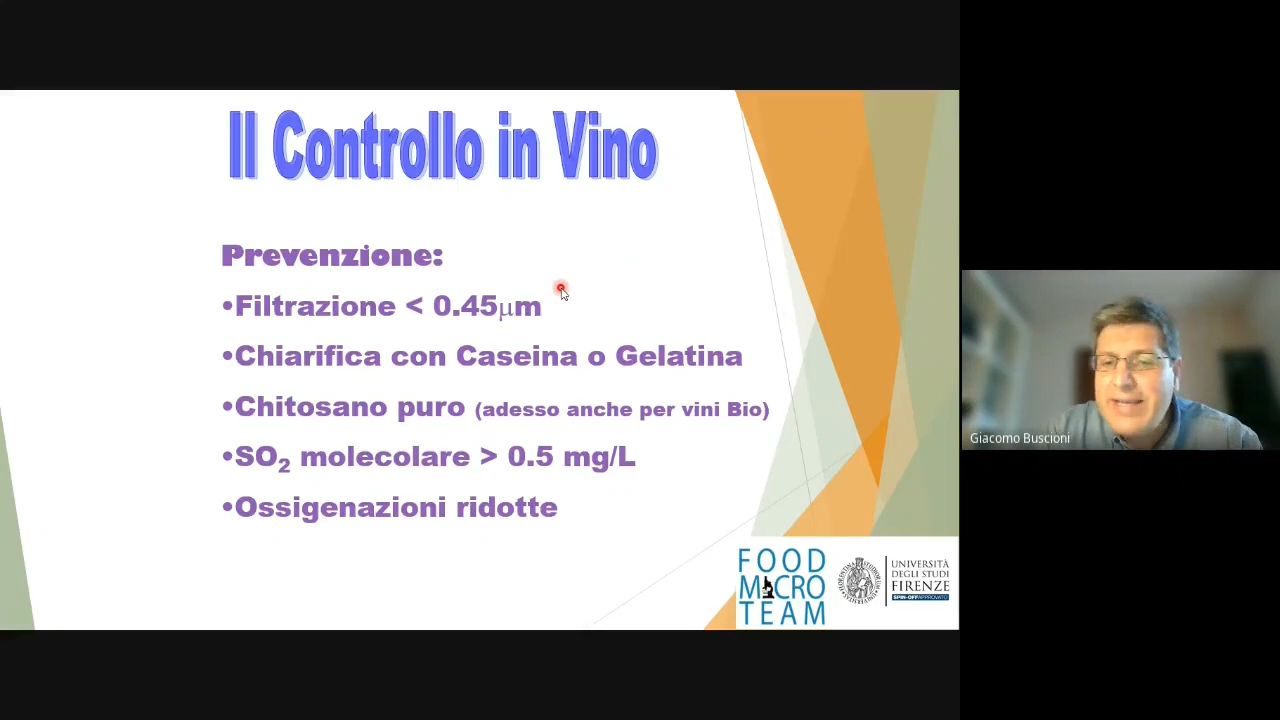 Il Controllo in Vino
Prevenzione:
•Filtrazione < 0.45μm
•Chiarifica con Caseina o Gelatina
•Chitosano puro (adesso anche per vini Bio)
•SO₂ molecolare > 0.5 mg/L
•Ossigenazioni ridotte
Giacomo Buscioni
FOOD
MICRO
TEAM
UNIVERSITÀ
DEGLI STUDI
FIRENZE
SPIN-OFF APPROVATO